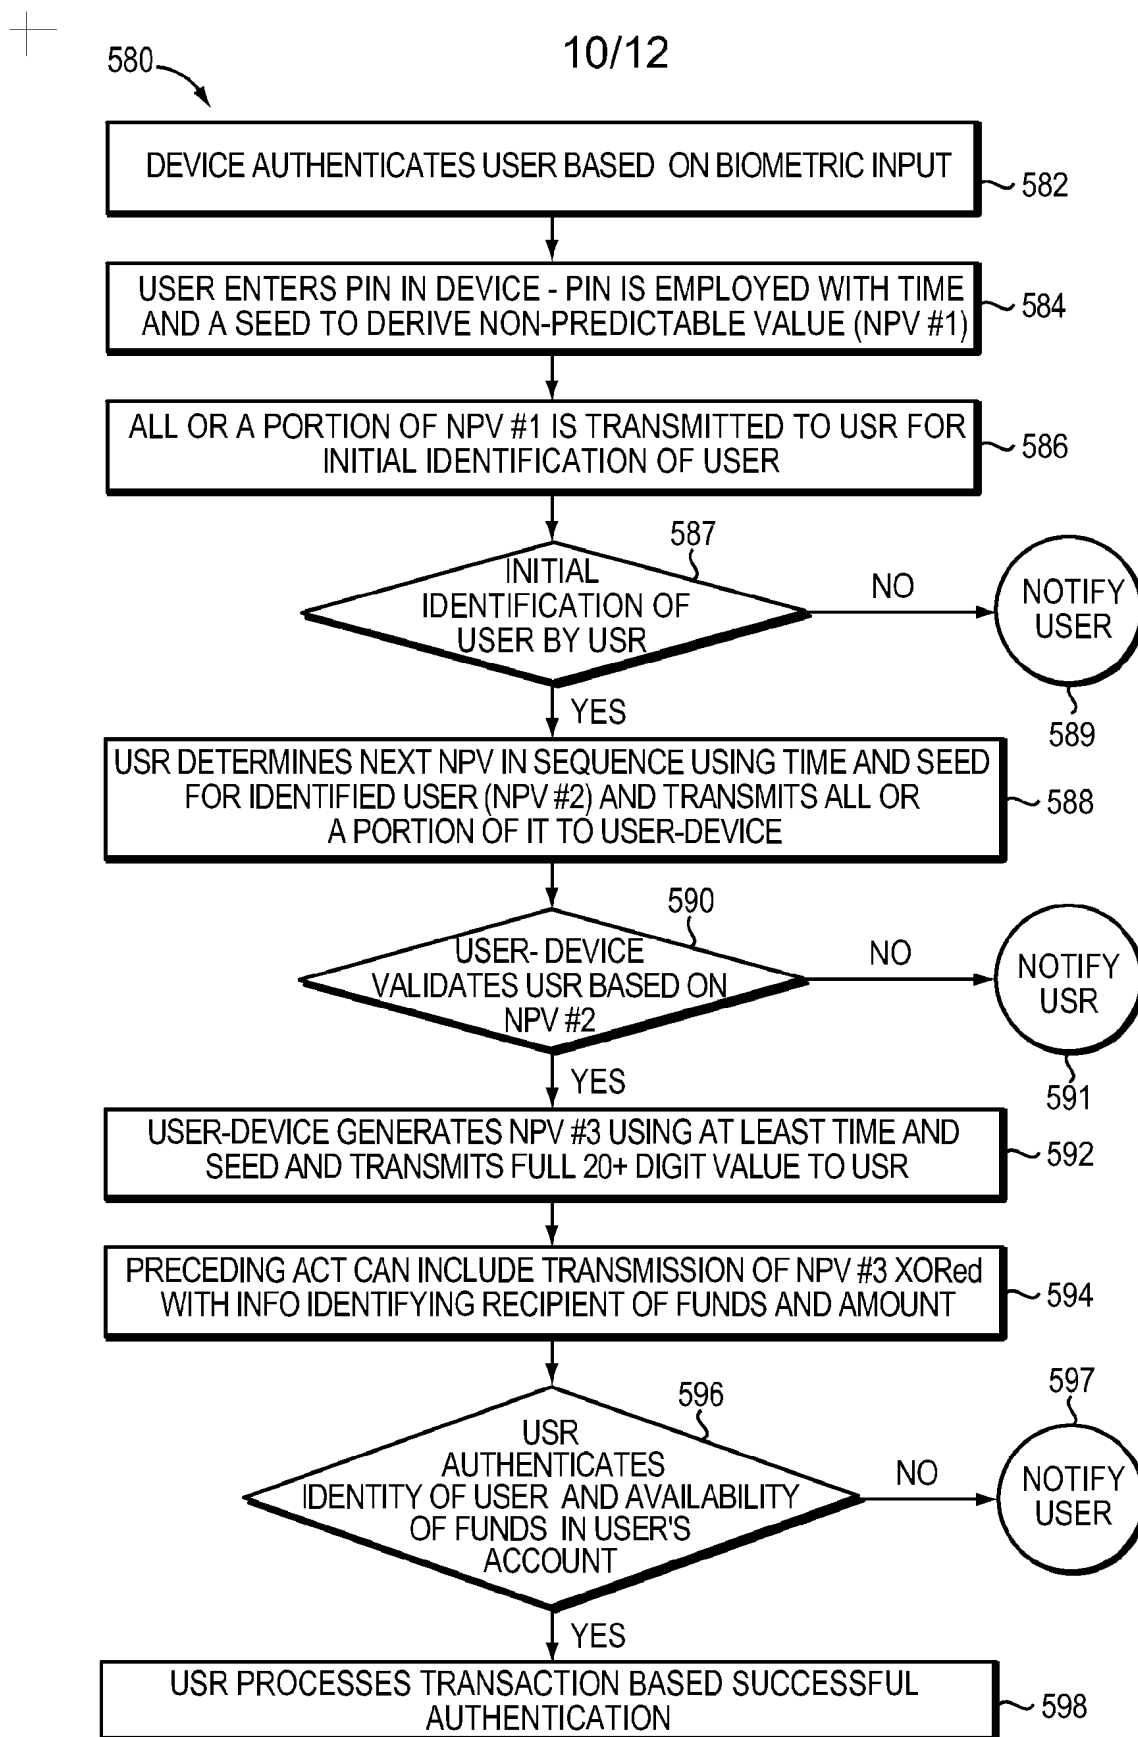 10/12
580
DEVICE AUTHENTICATES USER BASED ON BIOMETRIC INPUT
582
USER ENTERS PIN IN DEVICE - PIN IS EMPLOYED WITH TIME
AND A SEED TO DERIVE NON-PREDICTABLE VALUE (NPV #1)
584
ALL OR A PORTION OF NPV #1 IS TRANSMITTED TO USR FOR
INITIAL IDENTIFICATION OF USER
586
587
INITIAL
IDENTIFICATION OF
USER BY USR
NO
NOTIFY
USER
589
YES
USR DETERMINES NEXT NPV IN SEQUENCE USING TIME AND SEED
FOR IDENTIFIED USER (NPV #2) AND TRANSMITS ALL OR
A PORTION OF IT TO USER-DEVICE
588
590
USER- DEVICE
VALIDATES USR BASED ON
NPV #2
NO
NOTIFY
USR
591
YES
USER-DEVICE GENERATES NPV #3 USING AT LEAST TIME AND
SEED AND TRANSMITS FULL 20+ DIGIT VALUE TO USR
592
PRECEDING ACT CAN INCLUDE TRANSMISSION OF NPV #3 XORed
WITH INFO IDENTIFYING RECIPIENT OF FUNDS AND AMOUNT
594
596
USR
AUTHENTICATES
IDENTITY OF USER AND AVAILABILITY
OF FUNDS IN USER'S
ACCOUNT
NO
597
NOTIFY
USER
YES
USR PROCESSES TRANSACTION BASED SUCCESSFUL
AUTHENTICATION
598